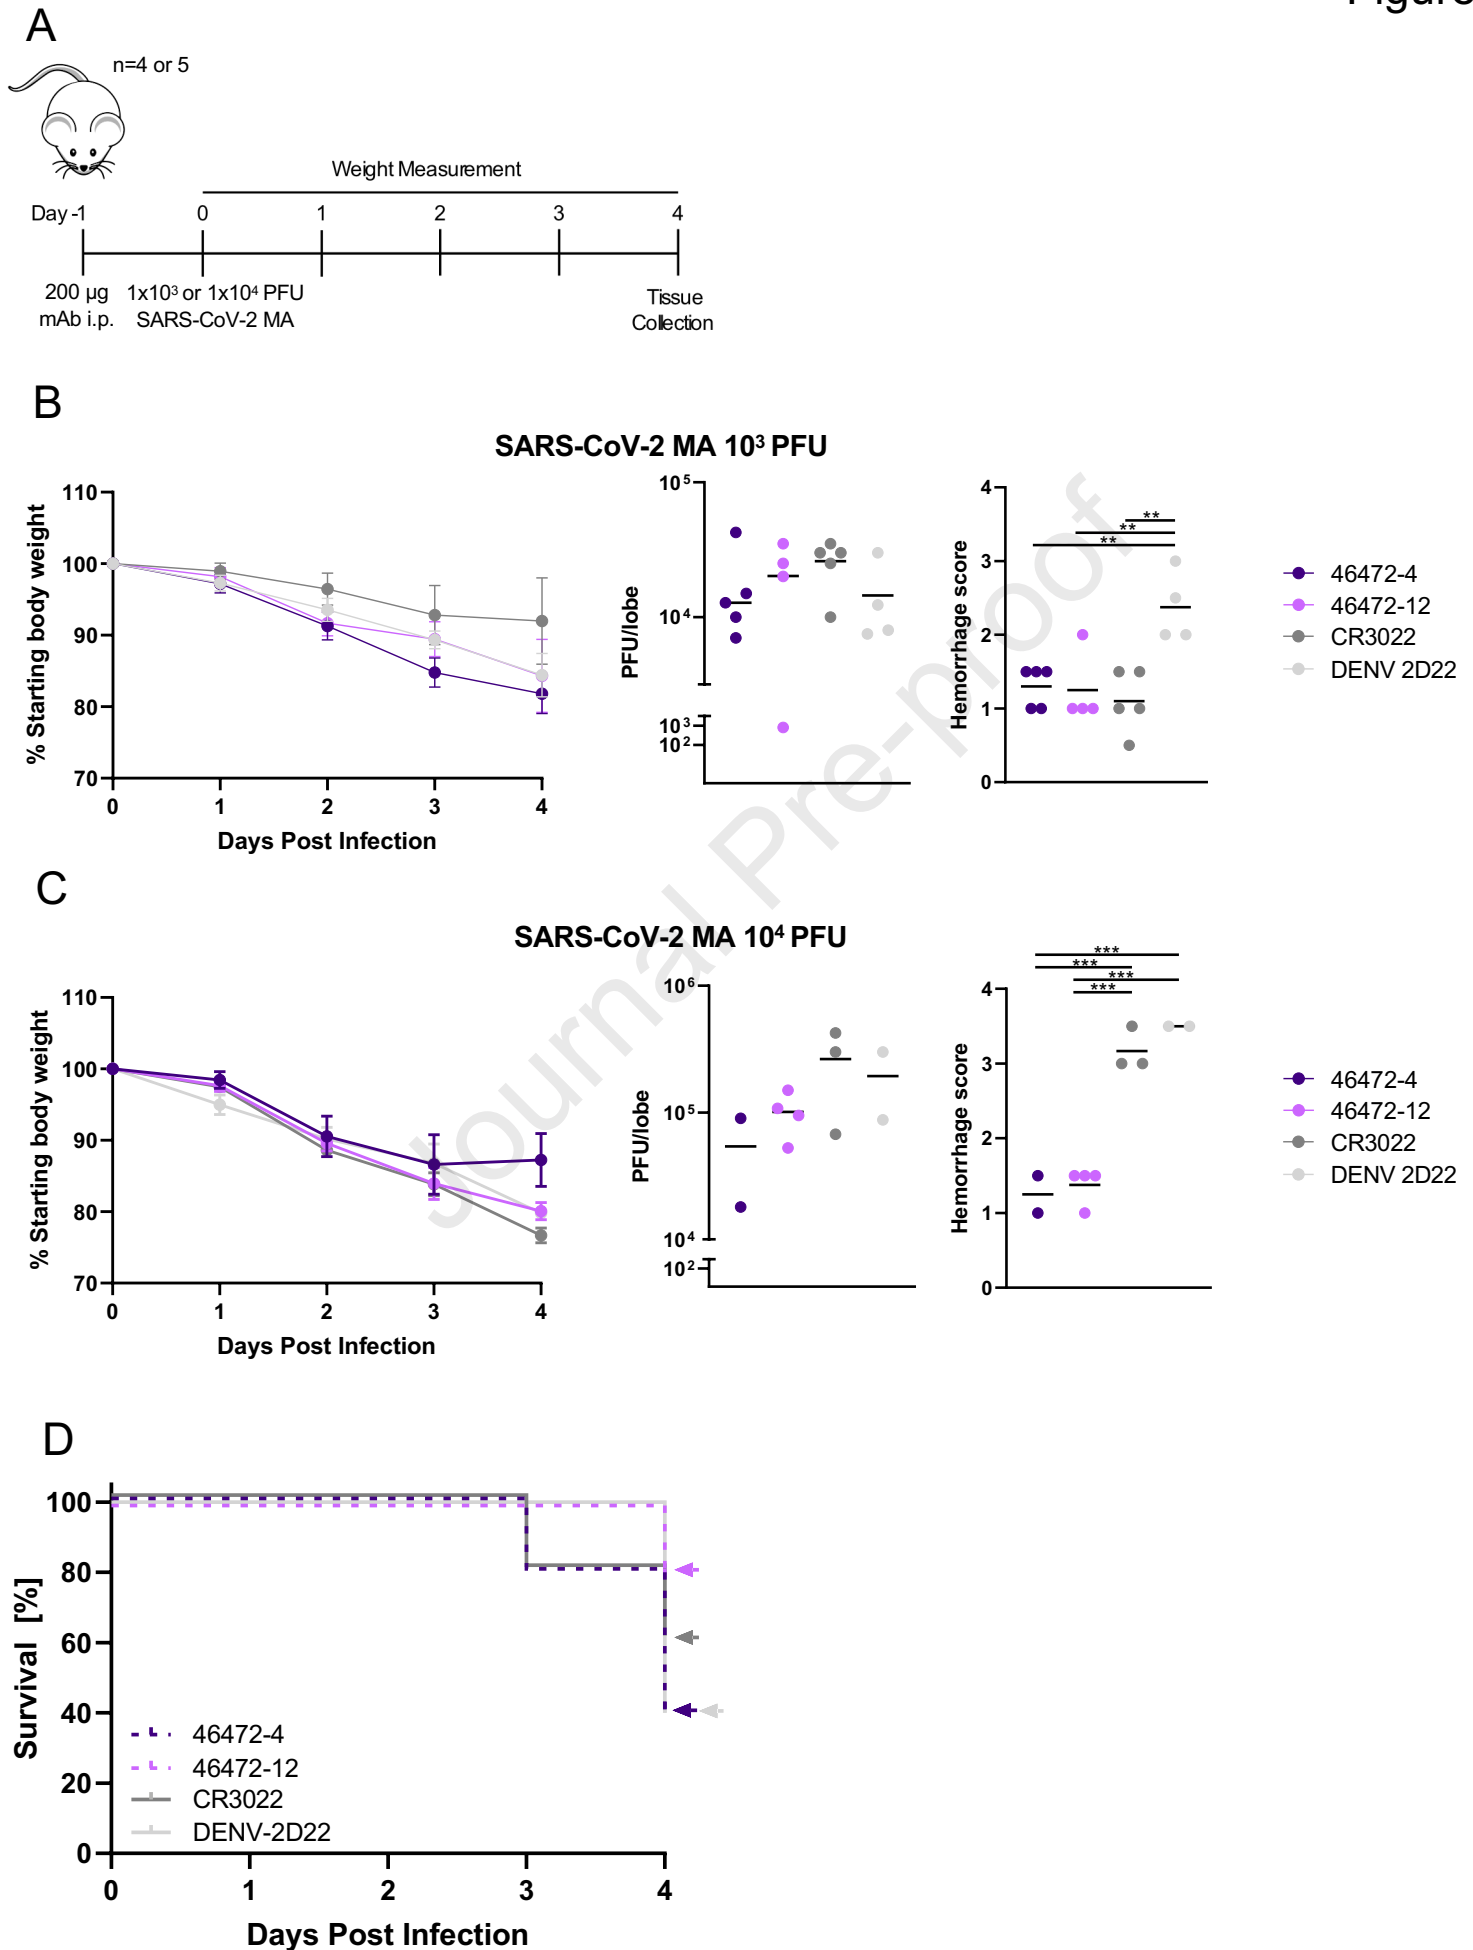 Figure
A
n=4 or 5
Weight Measurement
Day -1 0 1 2 3 4
200 µg 1x10³ or 1x10⁴ PFU Tissue
mAb i.p. SARS-CoV-2 MA Collection
B
SARS-CoV-2 MA 10³ PFU
% Starting body weight
110
100
90
80
70
0 1 2 3 4
Days Post Infection
PFU/lobe
10⁵
10⁴
10³
10²
Hemorrhage score
4
3
2
1
0
**
**
**
46472-4
46472-12
CR3022
DENV 2D22
C
SARS-CoV-2 MA 10⁴ PFU
% Starting body weight
110
100
90
80
70
0 1 2 3 4
Days Post Infection
PFU/lobe
10⁶
10⁵
10⁴
10²
Hemorrhage score
4
3
2
1
0
***
***
***
***
46472-4
46472-12
CR3022
DENV 2D22
D
Survival [%]
100
80
60
40
20
0
46472-4
46472-12
CR3022
DENV-2D22
0 1 2 3 4
Days Post Infection
Journal Pre-proof